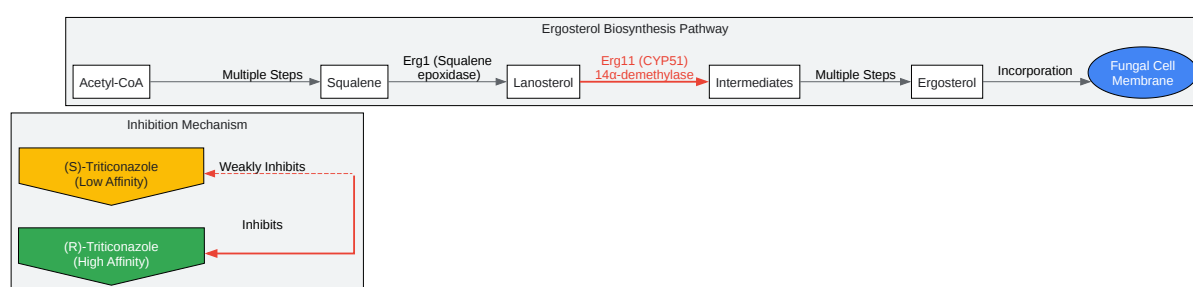 Ergosterol Biosynthesis Pathway
Acetyl-CoA
Multiple Steps
Squalene
Erg1 (Squalene
epoxidase)
Lanosterol
Erg11 (CYP51)
14α-demethylase
Intermediates
Multiple Steps
Ergosterol
Incorporation
Fungal Cell
Membrane
Inhibition Mechanism
(S)-Triticonazole
(Low Affinity)
Weakly Inhibits
Inhibits
(R)-Triticonazole
(High Affinity)